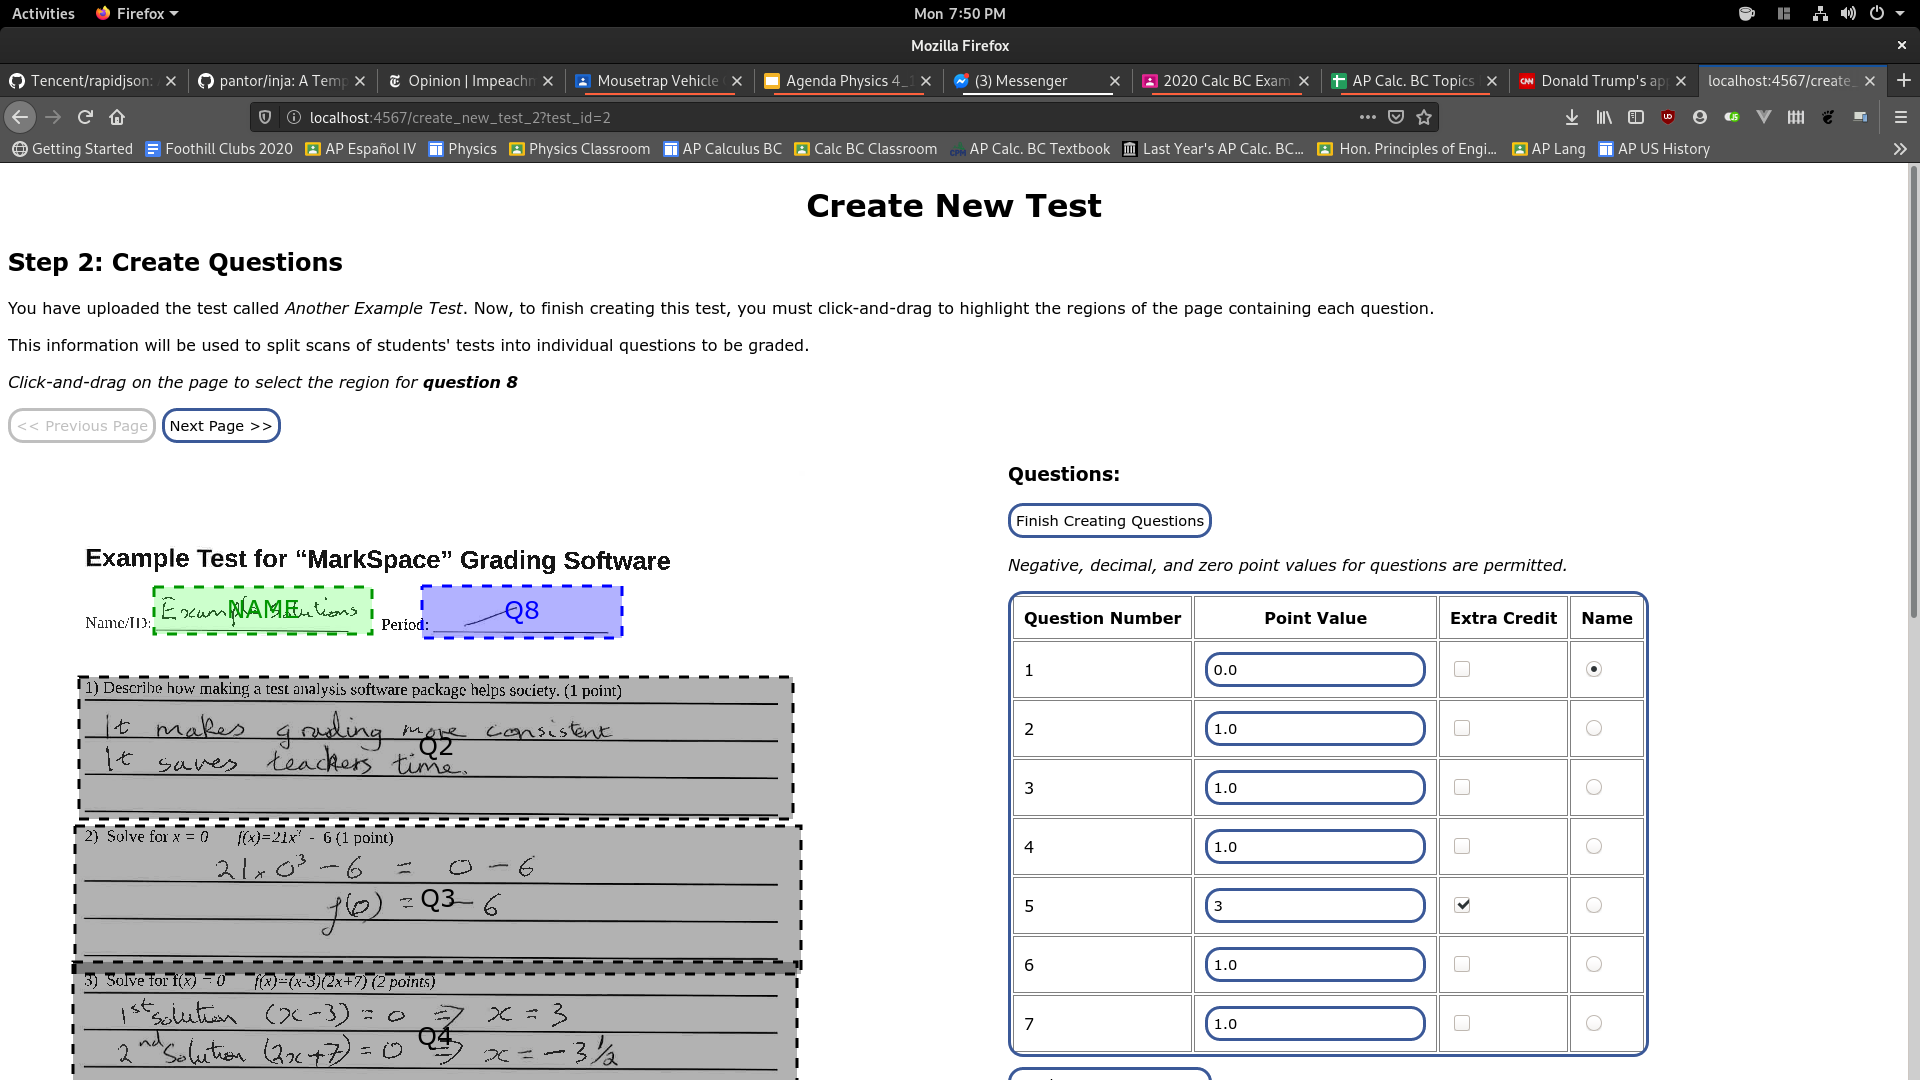 Activities Firefox Mon 7:50 PM
Mozilla Firefox
Tencent/rapidjson: pantor/inja: A Temp Opinion | Impeachm Mousetrap Vehicle Agenda Physics 4_1 (3) Messenger 2020 Calc BC Exam AP Calc. BC Topics Donald Trump's ap localhost:4567/create_
localhost:4567/create_new_test_2?test_id=2
Getting Started Foothill Clubs 2020 AP Español IV Physics Physics Classroom AP Calculus BC Calc BC Classroom AP Calc. BC Textbook Last Year's AP Calc. BC... Hon. Principles of Engi... AP Lang AP US History
Create New Test
Step 2: Create Questions
You have uploaded the test called Another Example Test. Now, to finish creating this test, you must click-and-drag to highlight the regions of the page containing each question.
This information will be used to split scans of students' tests into individual questions to be graded.
Click-and-drag on the page to select the region for question 8
<< Previous Page Next Page >>
Example Test for “MarkSpace” Grading Software
Name/ID: Example Solutions NAME Period: Q8
1) Describe how making a test analysis software package helps society. (1 point)
It makes grading more consistent
Q2
It saves teachers time.
2) Solve for x = 0 f(x)=21x³ - 6 (1 point)
21x0³ - 6 = 0 - 6
f(0) = - 6
Q3
3) Solve for f(x) = 0 f(x)=(x-3)(2x+7) (2 points)
1st solution (x-3) = 0 => x = 3
Q4
2nd Solution (2x+7) = 0 => x = -3 1/2
Questions:
Finish Creating Questions
Negative, decimal, and zero point values for questions are permitted.
Question Number Point Value Extra Credit Name
1 0.0
2 1.0
3 1.0
4 1.0
5 3
6 1.0
7 1.0